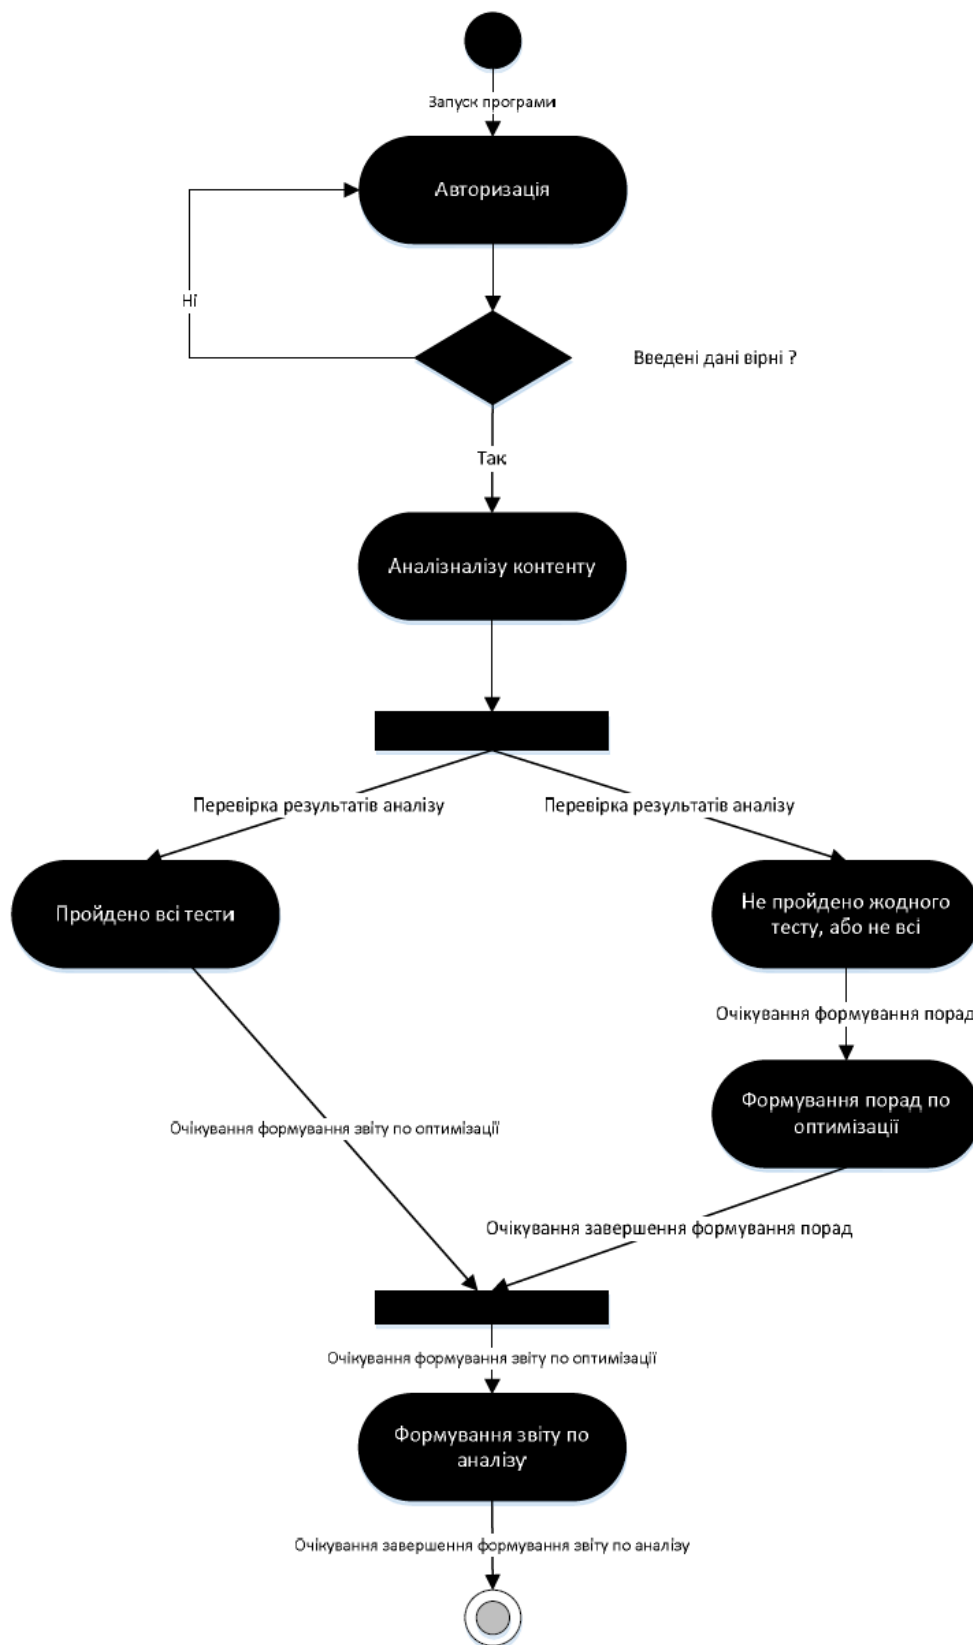 Запуск програми
Авторизація
Ні
Введені дані вірні ?
Так
Аналізналізу контенту
Перевірка результатів аналізу
Перевірка результатів аналізу
Пройдено всі тести
Не пройдено жодного
тесту, або не всі
Очікування формування порад
Формування порад по
оптимізації
Очікування формування звіту по оптимізації
Очікування завершення формування порад
Очікування формування звіту по оптимізації
Формування звіту по
аналізу
Очікування завершення формування звіту по аналізу